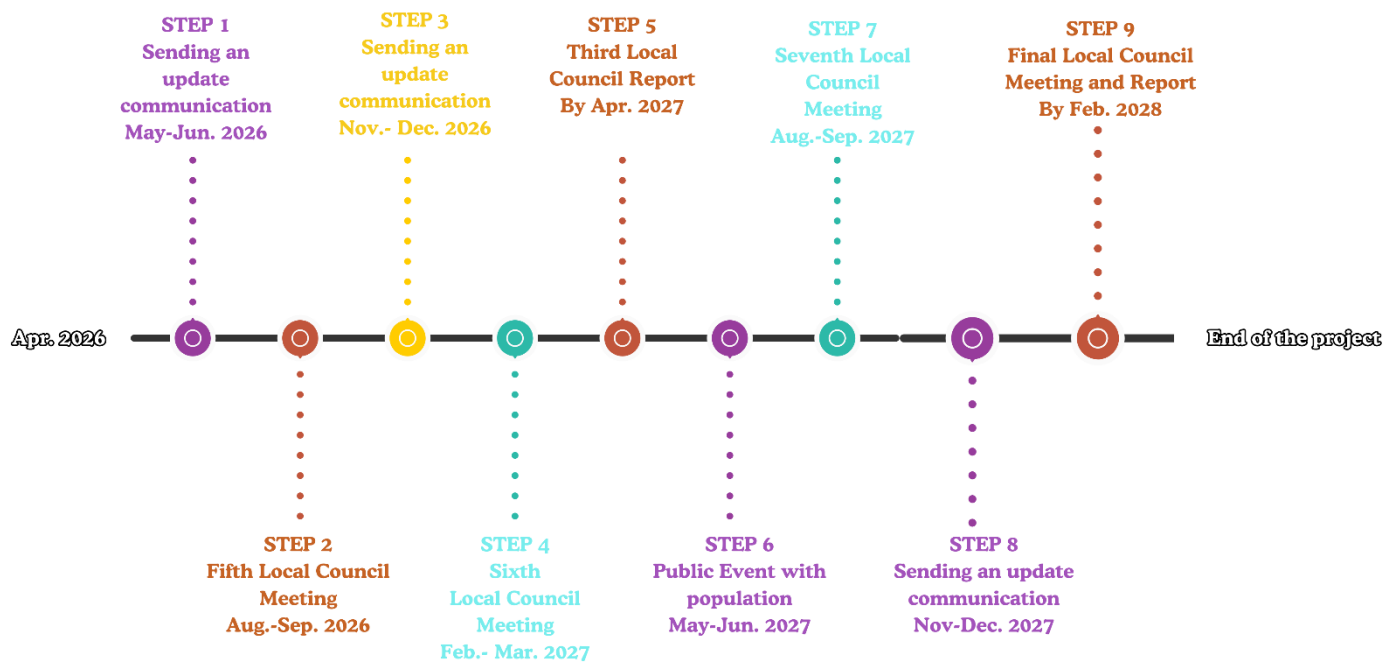 STEP 1
Sending an
update
communication
May-Jun. 2026
STEP 3
Sending an
update
communication
Nov.- Dec. 2026
STEP 5
Third Local
Council Report
By Apr. 2027
STEP 7
Seventh Local
Council
Meeting
Aug.-Sep. 2027
STEP 9
Final Local Council
Meeting and Report
By Feb. 2028
Apr. 2026
End of the project
STEP 2
Fifth Local Council
Meeting
Aug.-Sep. 2026
STEP 4
Sixth
Local Council
Meeting
Feb.- Mar. 2027
STEP 6
Public Event with
population
May-Jun. 2027
STEP 8
Sending an update
communication
Nov-Dec. 2027